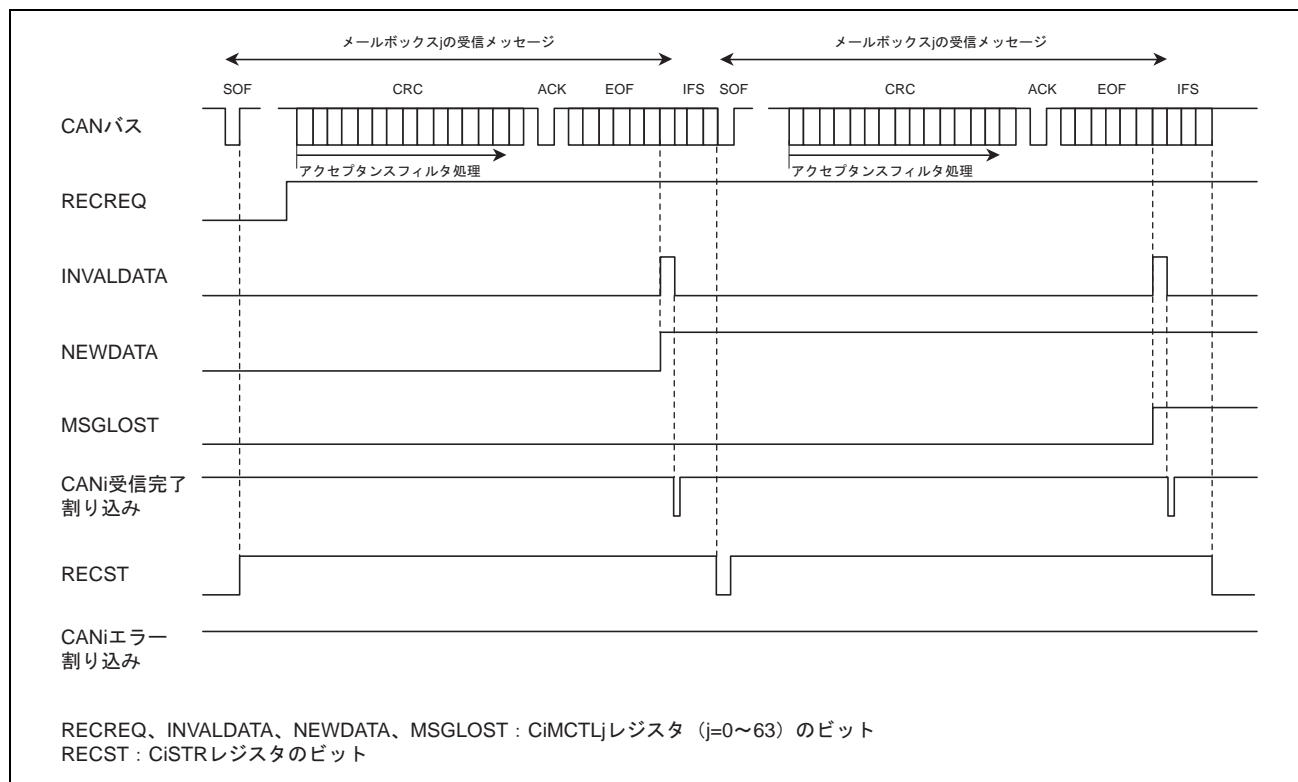 メールボックスjの受信メッセージ メールボックスjの受信メッセージ
SOF CRC ACK EOF IFS SOF CRC ACK EOF IFS
CANバス
アクセプタンスフィルタ処理 アクセプタンスフィルタ処理
RECREQ
INVALDATA
NEWDATA
MSGLOST
CANi受信完了
割り込み
RECST
CANiエラー
割り込み
RECREQ、INVALDATA、NEWDATA、MSGLOST：CiMCTLjレジスタ（j=0～63）のビット
RECST：CiSTRレジスタのビット